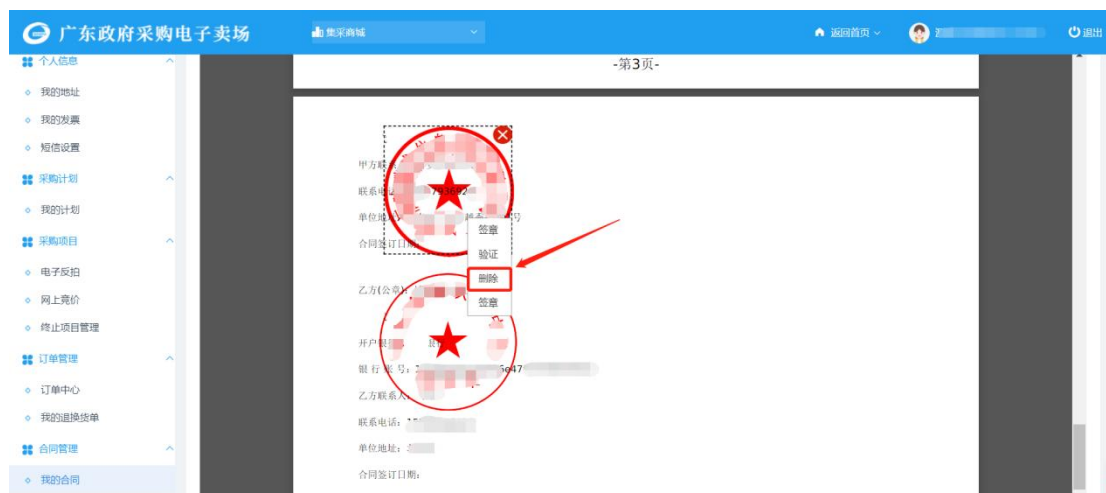 广东政府采购电子卖场
集采商城
返回首页
退出
个人信息
我的地址
我的发票
短信设置
采购计划
我的计划
采购项目
电子反拍
网上竞价
终止项目管理
订单管理
订单中心
我的退换货单
合同管理
我的合同
-第3页-
甲方联
联系电
793692
单位地
号
合同签订日期:
签章
验证
删除
签章
乙方(公章):
开户银
银 行 账 号:
6e47
乙方联系人
联系电话:
单位地址:
合同签订日期: